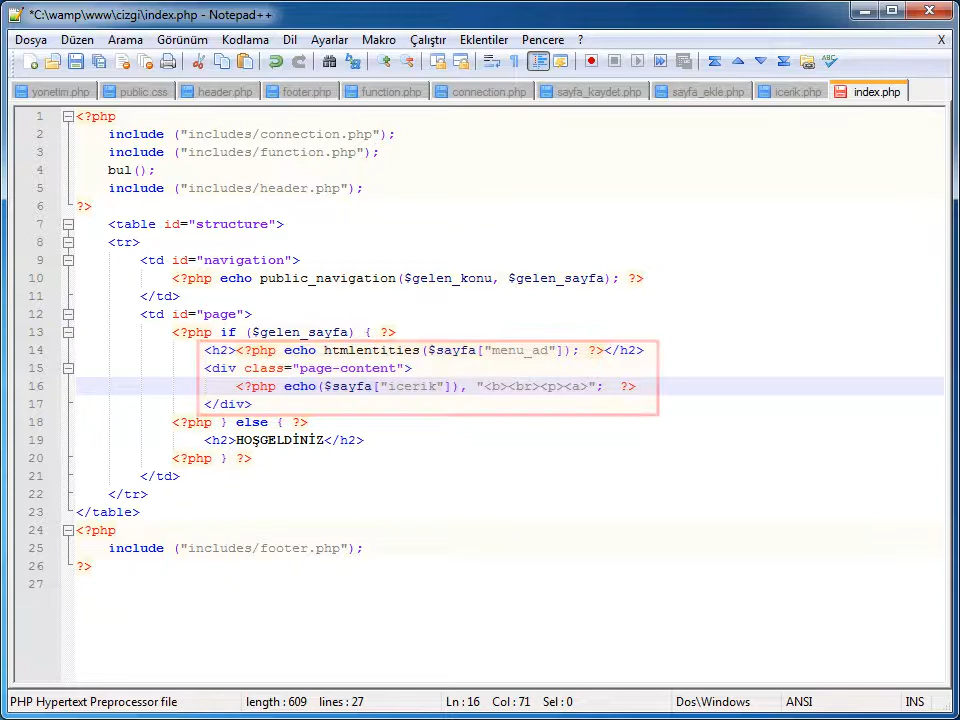 *C:\wamp\www\cizgi\index.php - Notepad++
Dosya Düzen Arama Görünüm Kodlama Dil Ayarlar Makro Çalıştır Eklentiler Pencere ? X
yonetim.php public.css header.php footer.php function.php connection.php sayfa_kaydet.php sayfa_ekle.php icerik.php index.php
1 <?php
2 include ("includes/connection.php");
3 include ("includes/function.php");
4 bul();
5 include ("includes/header.php");
6 ?>
7 <table id="structure">
8 <tr>
9 <td id="navigation">
10 <?php echo public_navigation($gelen_konu, $gelen_sayfa); ?>
11 </td>
12 <td id="page">
13 <?php if ($gelen_sayfa) { ?>
14 <h2><?php echo htmlentities($sayfa["menu_ad"]); ?></h2>
15 <div class="page-content">
16 <?php echo($sayfa["icerik"]), "<b><br><p><a>"; ?>
17 </div>
18 <?php } else { ?>
19 <h2>HOŞGELDİNİZ</h2>
20 <?php } ?>
21 </td>
22 </tr>
23 </table>
24 <?php
25 include ("includes/footer.php");
26 ?>
27
PHP Hypertext Preprocessor file length : 609 lines : 27 Ln : 16 Col : 71 Sel : 0 Dos\Windows ANSI INS